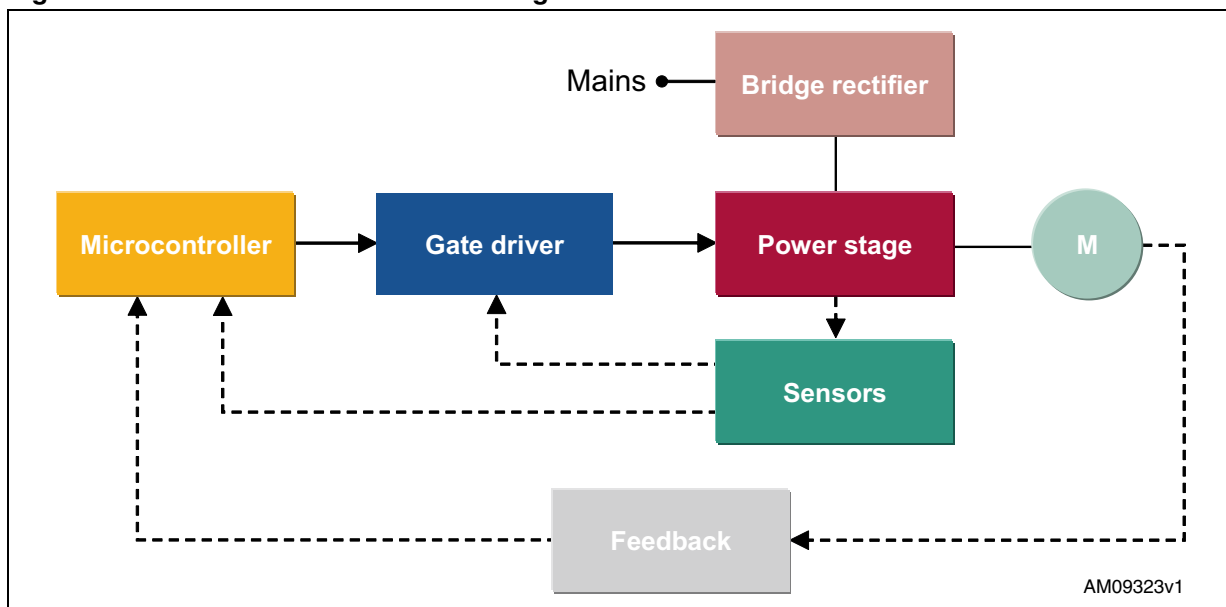 Mains
Bridge rectifier
Microcontroller
Gate driver
Power stage
M
Sensors
Feedback
AM09323v1